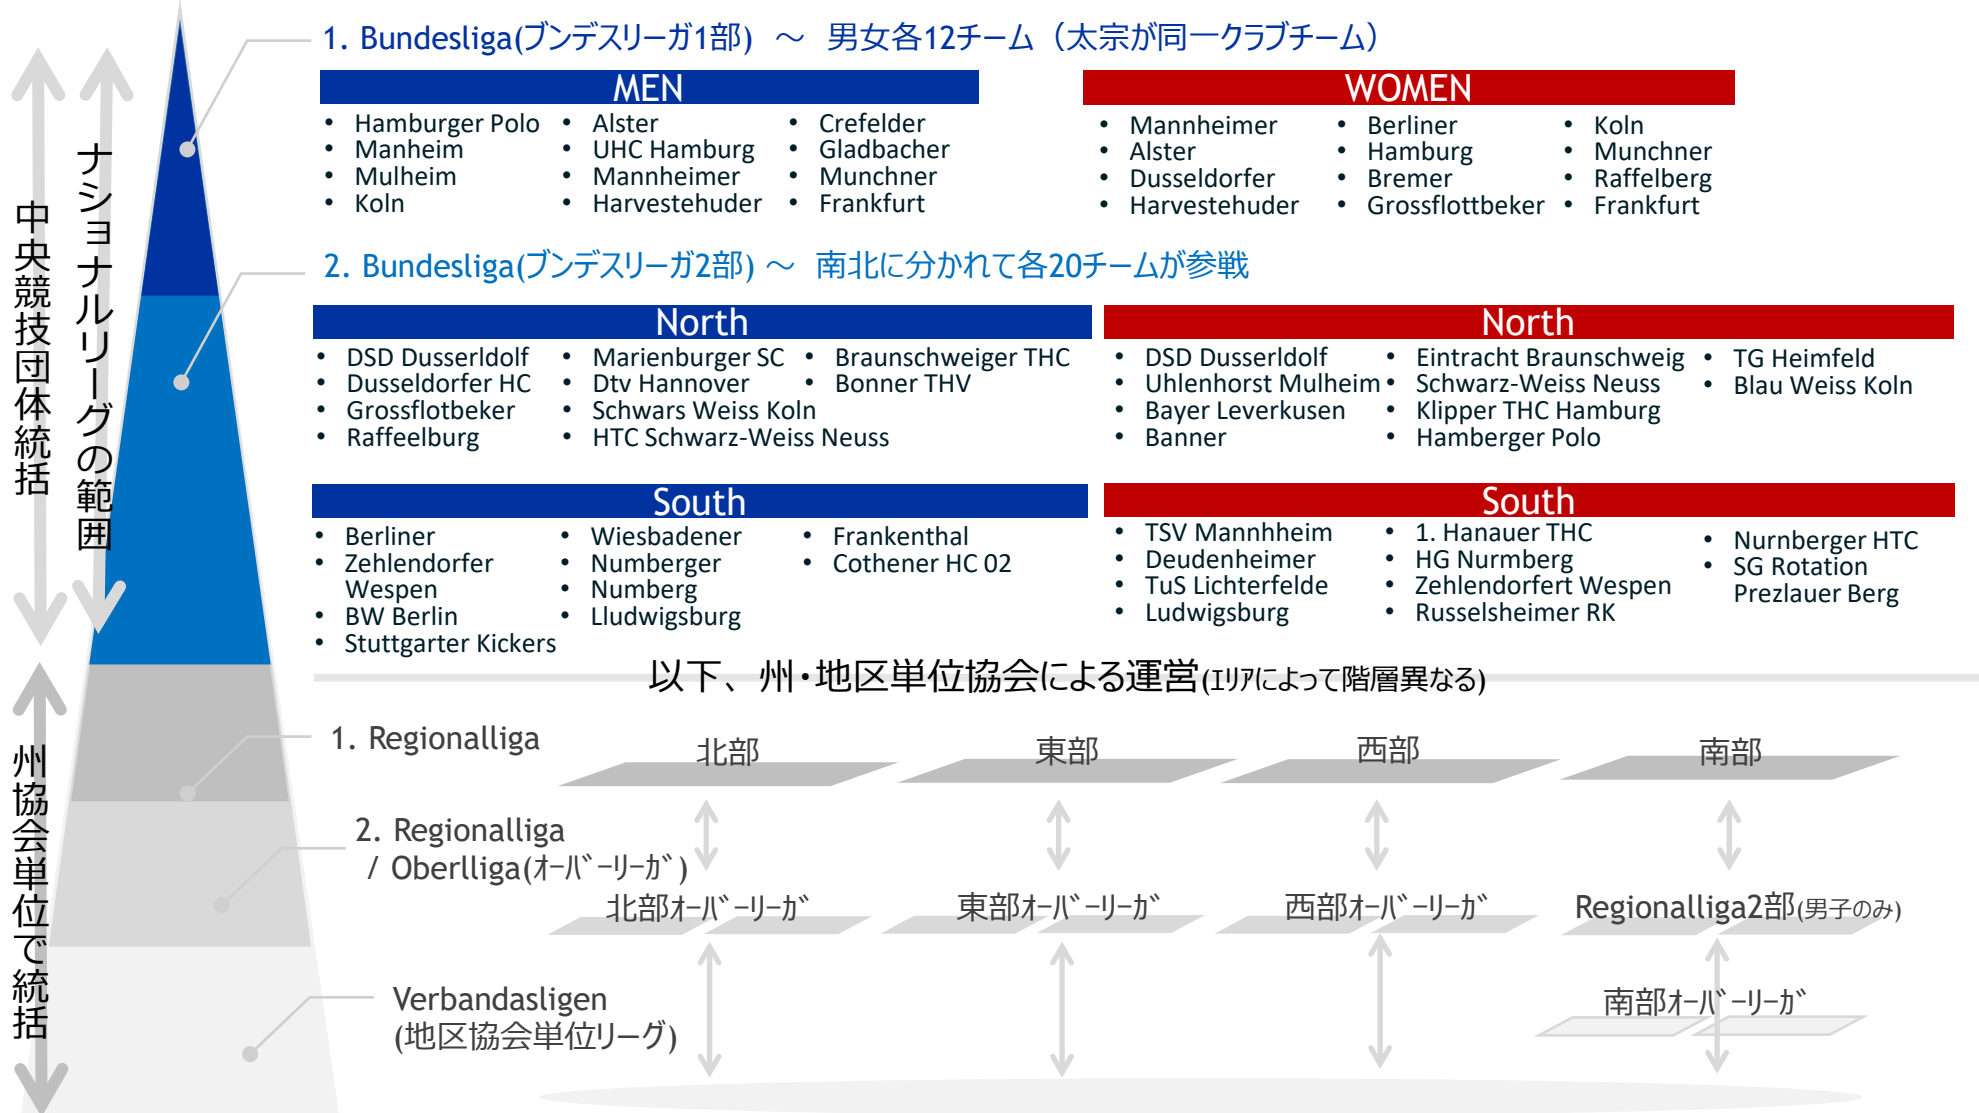 1. Bundesliga(ブンデスリーガ1部) ～ 男女各12チーム（太宗が同一クラブチーム）
MEN
• Hamburger Polo
• Manheim
• Mulheim
• Koln
• Alster
• UHC Hamburg
• Mannheimer
• Harvestehuder
• Crefelder
• Gladbacher
• Munchner
• Frankfurt
WOMEN
• Mannheimer
• Alster
• Dusseldorfer
• Harvestehuder
• Berliner
• Hamburg
• Bremer
• Grossflottbeker
• Koln
• Munchner
• Raffelberg
• Frankfurt
中央競技団体統括
ナショナルリーグの範囲
2. Bundesliga(ブンデスリーガ2部) ～ 南北に分かれて各20チームが参戦
North
• DSD Dusserldolf
• Dusseldorfer HC
• Grossflotbeker
• Raffeelburg
• Marienburger SC
• Dtv Hannover
• Schwars Weiss Koln
• HTC Schwarz-Weiss Neuss
• Braunschweiger THC
• Bonner THV
North
• DSD Dusserldolf
• Uhlenhorst Mulheim
• Bayer Leverkusen
• Banner
• Eintracht Braunschweig
• Schwarz-Weiss Neuss
• Klipper THC Hamburg
• Hamberger Polo
• TG Heimfeld
• Blau Weiss Koln
South
• Berliner
• Zehlendorfer
Wespen
• BW Berlin
• Stuttgarter Kickers
• Wiesbadener
• Numberger
• Numberg
• Lludwigsburg
• Frankenthal
• Cothener HC 02
South
• TSV Mannhheim
• Deudenheimer
• TuS Lichterfelde
• Ludwigsburg
• 1. Hanauer THC
• HG Nurmberg
• Zehlendorfert Wespen
• Russelsheimer RK
• Nurnberger HTC
• SG Rotation
Prezlauer Berg
以下、州・地区単位協会による運営(ｴﾘｱによって階層異なる)
州協会単位で統括
1. Regionalliga
北部
東部
西部
南部
2. Regionalliga
/ Oberlliga(ｵｰﾊﾞｰﾘｰｶﾞ)
北部ｵｰﾊﾞｰﾘｰｶﾞ
東部ｵｰﾊﾞｰﾘｰｶﾞ
西部ｵｰﾊﾞｰﾘｰｶﾞ
Regionalliga2部(男子のみ)
南部ｵｰﾊﾞｰﾘｰｶﾞ
Verbandasligen
(地区協会単位リーグ)